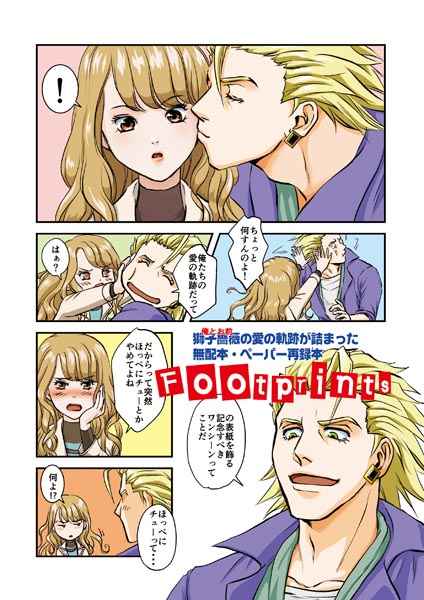 ！
ちょっと
何すんのよ！
俺たちの
愛の軌跡だって
はぁ？
俺とお前
獅子薔薇の愛の軌跡が詰まった
無配本・ペーパー再録本
Footprints
の表紙を飾る
記念すべき
ワンシーンって
ことだ
だからって突然
ほっぺにチューとか
やめてよね
ほっぺに
チューって・・・
何よ!?